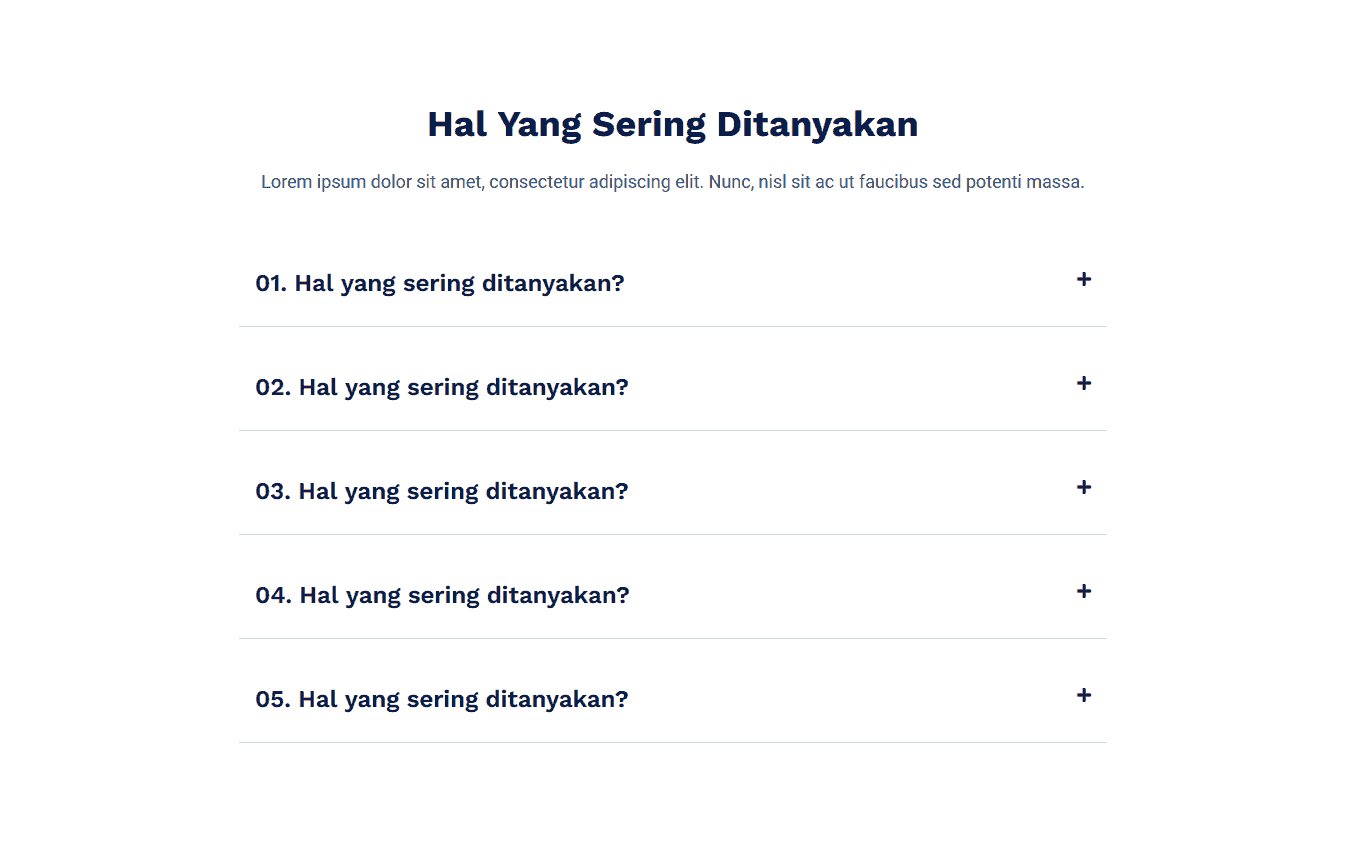 Hal Yang Sering Ditanyakan
Lorem ipsum dolor sit amet, consectetur adipiscing elit. Nunc, nisl sit ac ut faucibus sed potenti massa.
01. Hal yang sering ditanyakan?
02. Hal yang sering ditanyakan?
03. Hal yang sering ditanyakan?
04. Hal yang sering ditanyakan?
05. Hal yang sering ditanyakan?